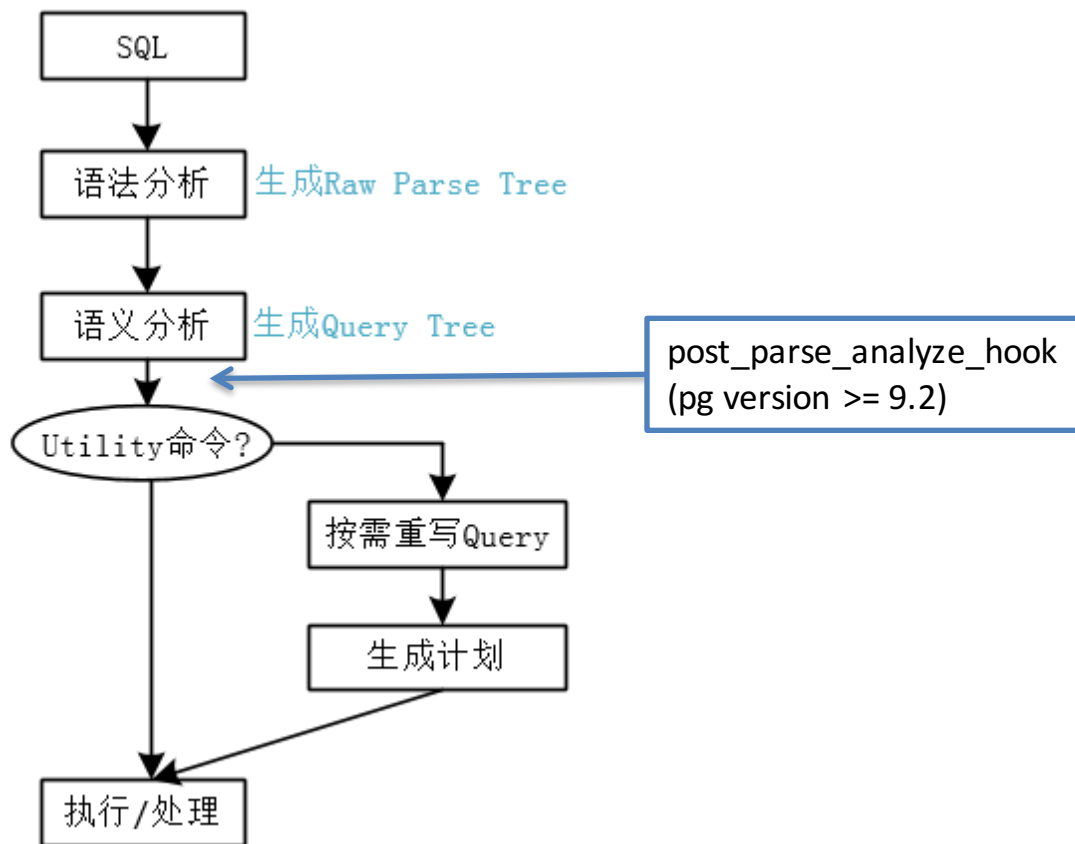 SQL
语法分析
生成Raw Parse Tree
语义分析
生成Query Tree
post_parse_analyze_hook
(pg version >= 9.2)
Utility命令?
按需重写Query
生成计划
执行/处理